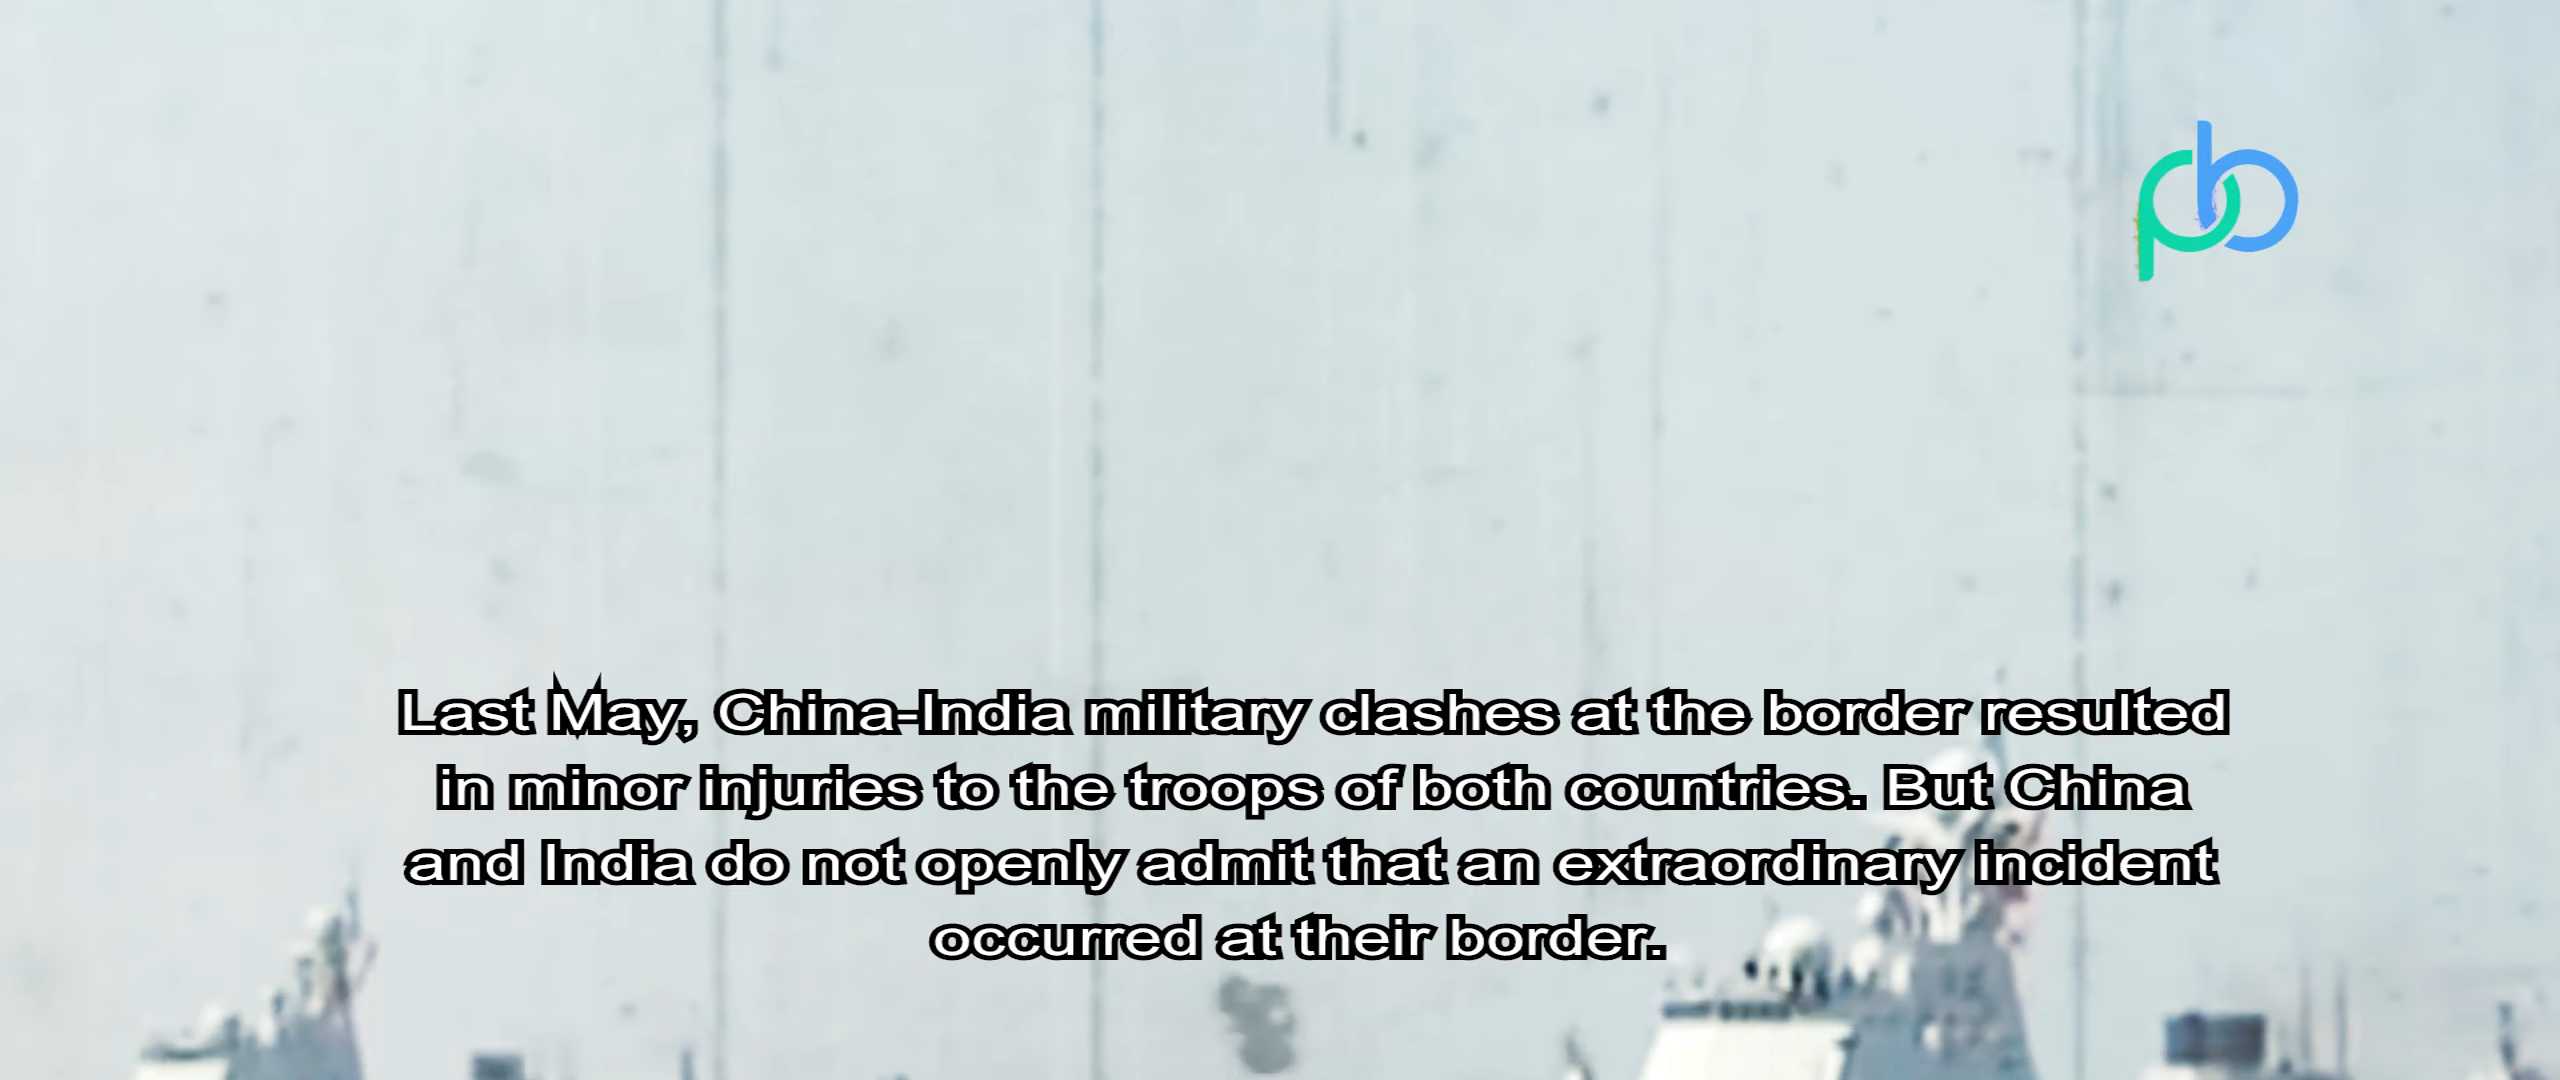 pb
Last May, China-India military clashes at the border resulted
in minor injuries to the troops of both countries. But China
and India do not openly admit that an extraordinary incident
occurred at their border.